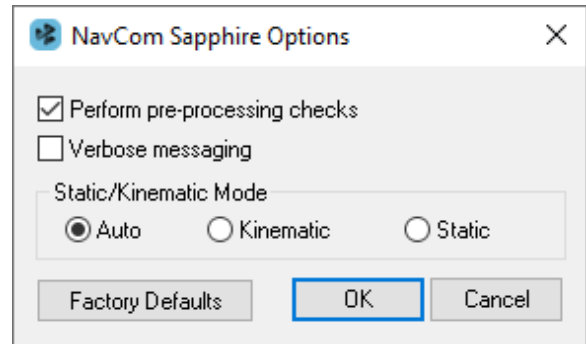 NavCom Sapphire Options
Perform pre-processing checks
Verbose messaging
Static/Kinematic Mode
Auto Kinematic Static
Factory Defaults OK Cancel